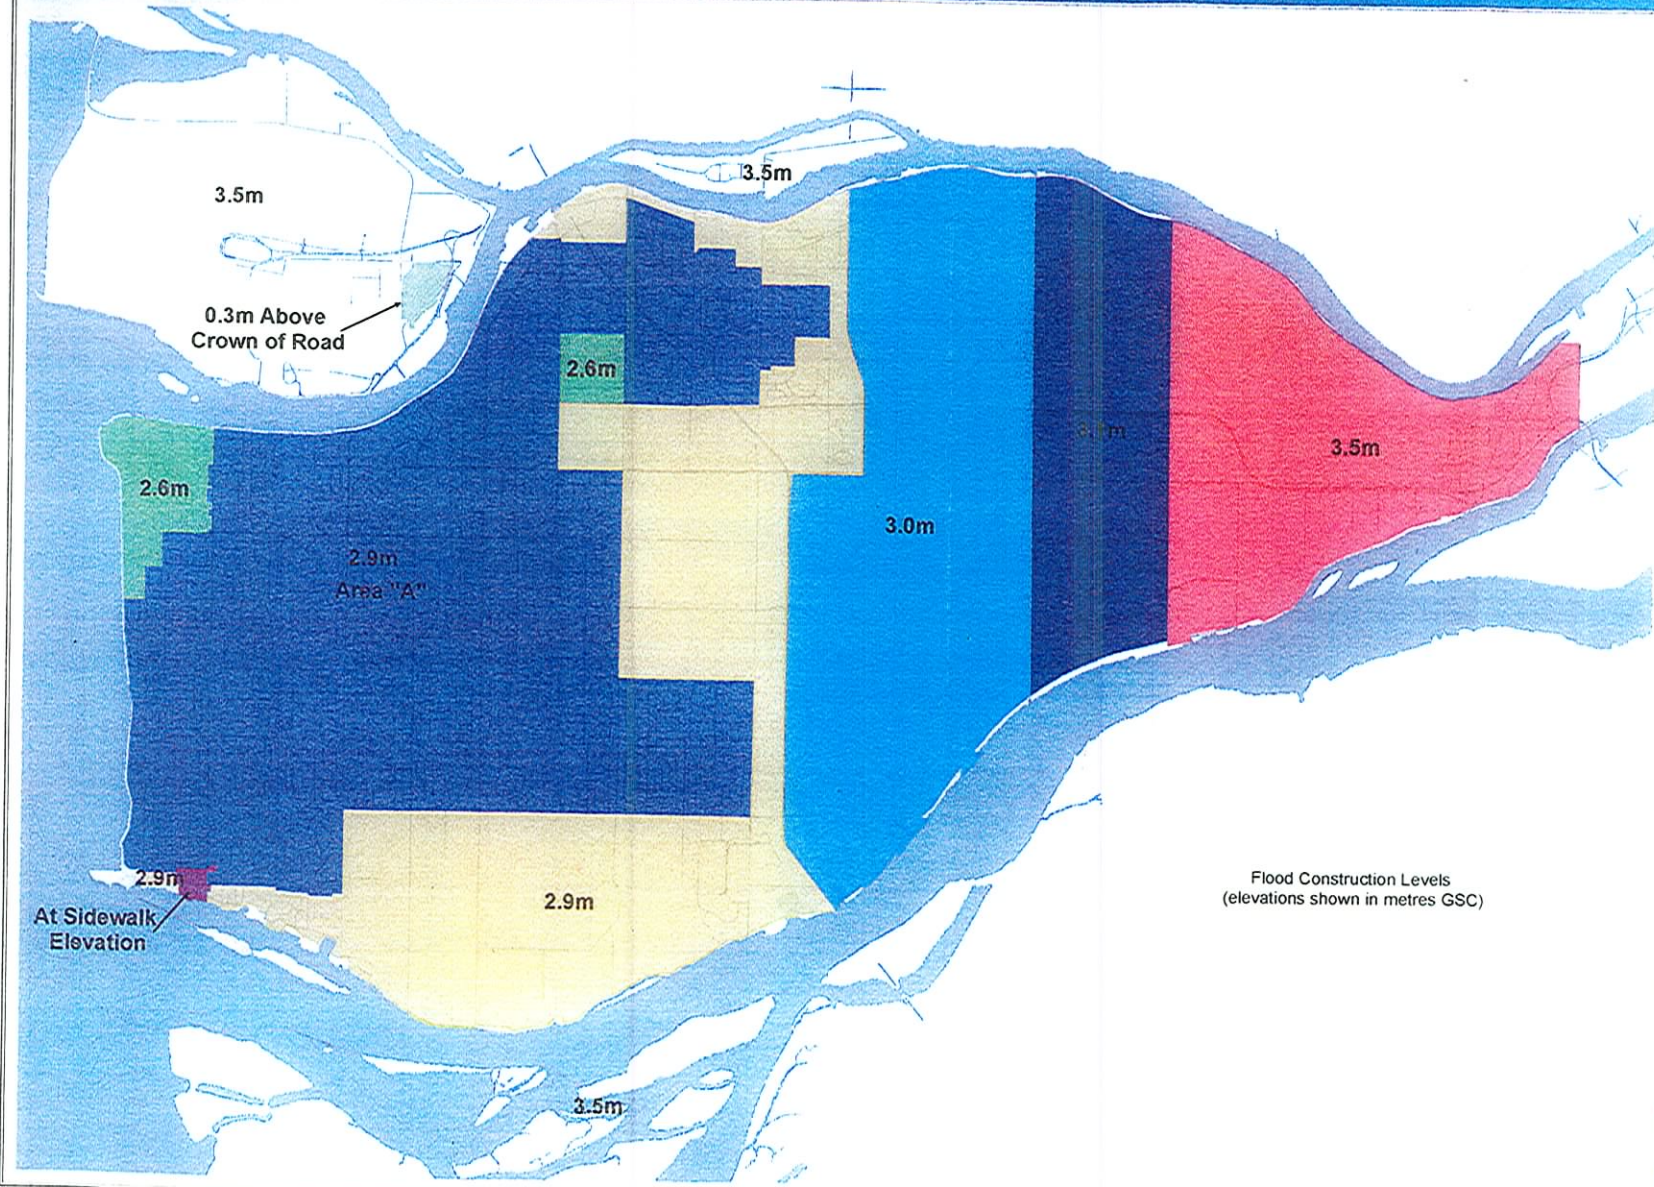 3.5m
3.5m
0.3m Above
Crown of Road
2.6m
2.6m
3.5m
3.0m
2.9m
Area "A"
2.9m
At Sidewalk
Elevation
2.9m
Flood Construction Levels
(elevations shown in metres GSC)
3.5m